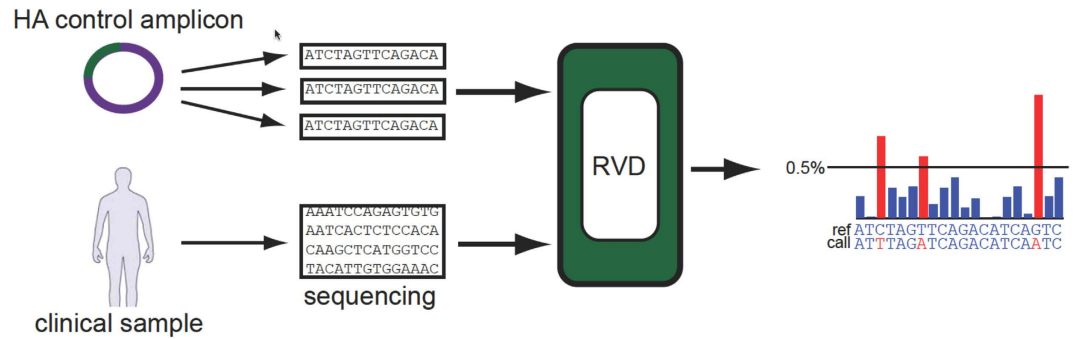 HA control amplicon
ATCTAGTTCAGACA
ATCTAGTTCAGACA
ATCTAGTTCAGACA
RVD
0.5%
AAATCCAGAGTGTG
AATCACTCTCCACA
CAAGCTCATGGTCC
TACATTGTGGAAAC
ref ATCTAGTTCAGACATCAGTC
call ATTTAGATCAGACATCAATC
sequencing
clinical sample